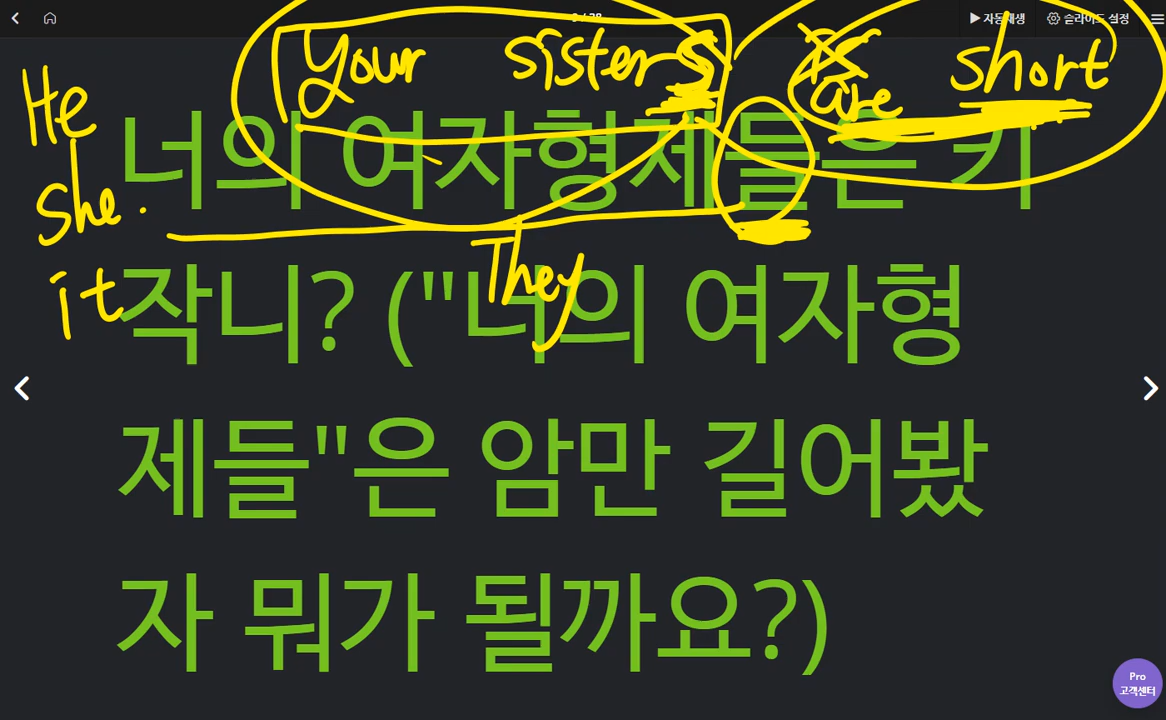 자동재생 슬라이드 설정
Your sisters is short
are
He
she.
it
They
너의 여자형제들은 키
작니? ("너의 여자형
제들"은 암만 길어봤
자 뭐가 될까요?)
Pro
고객센터